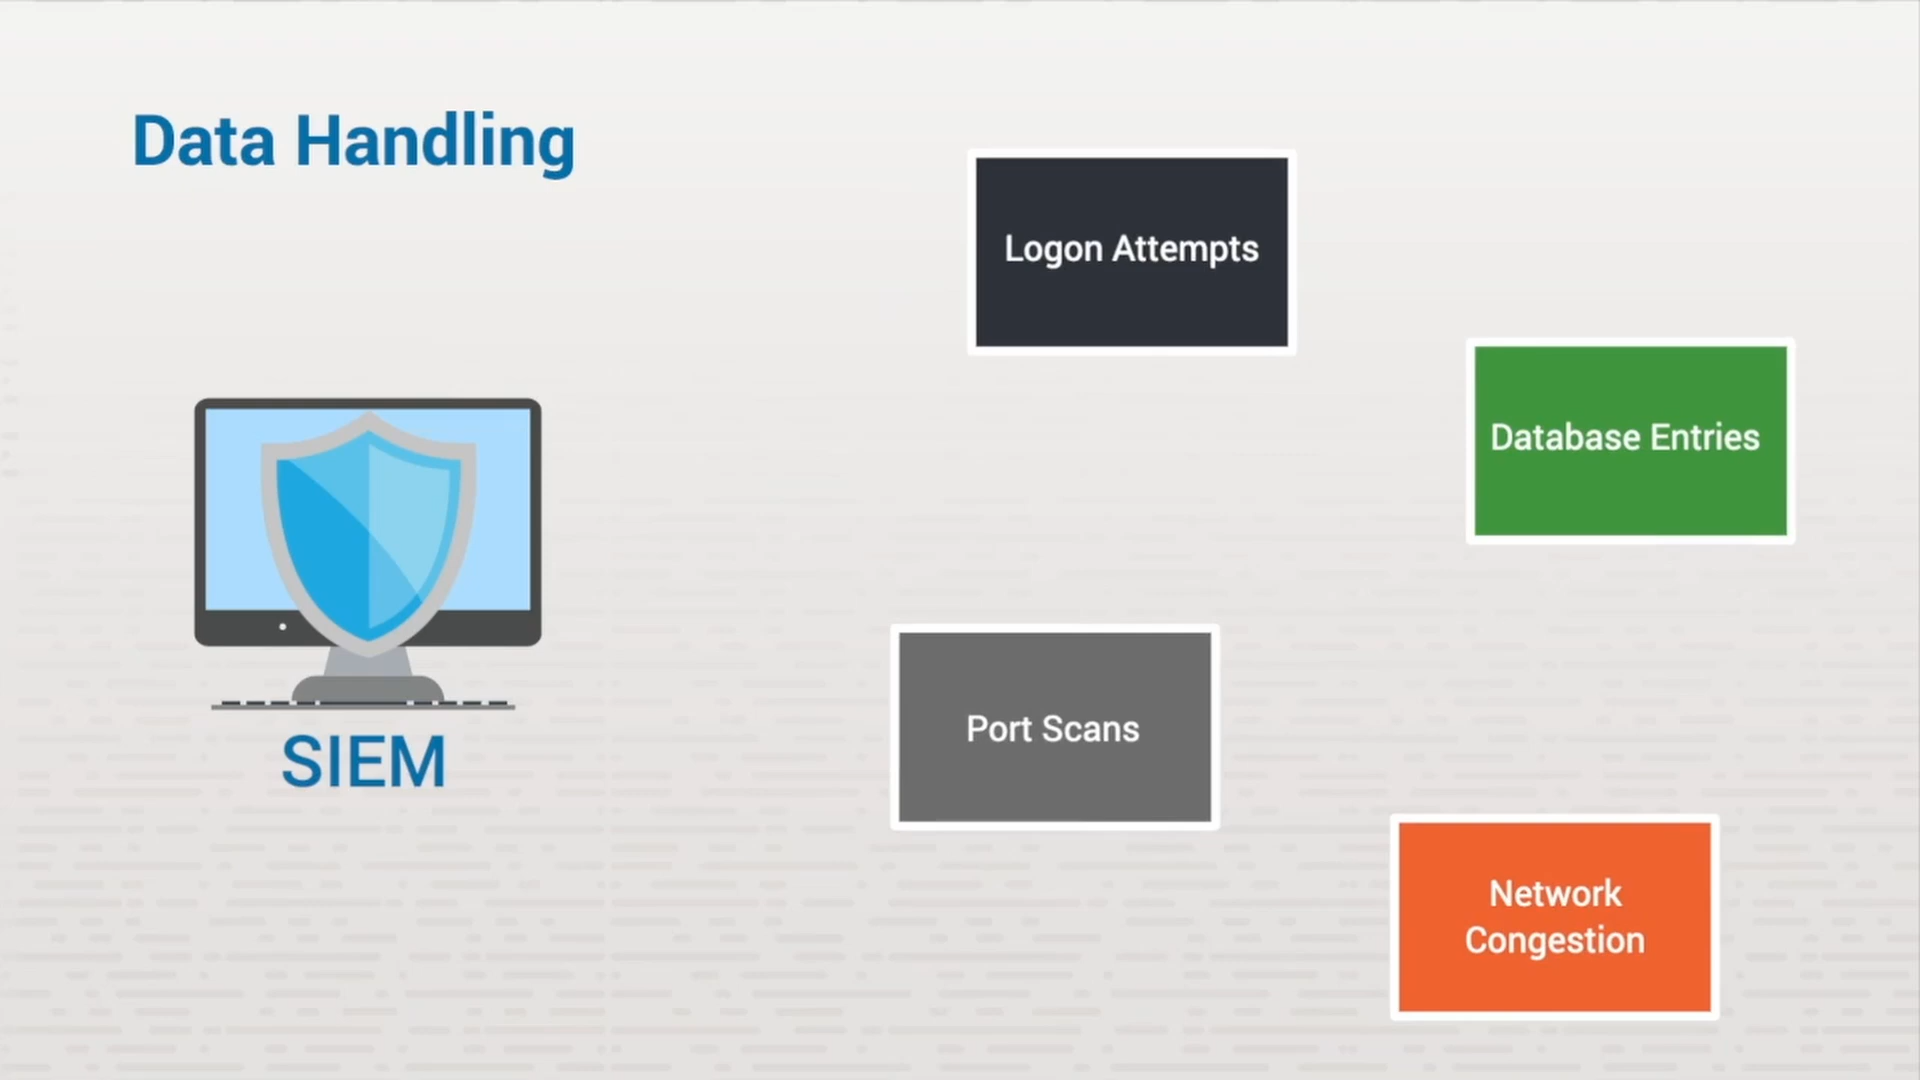 Data Handling
Logon Attempts
Database Entries
SIEM
Port Scans
Network
Congestion